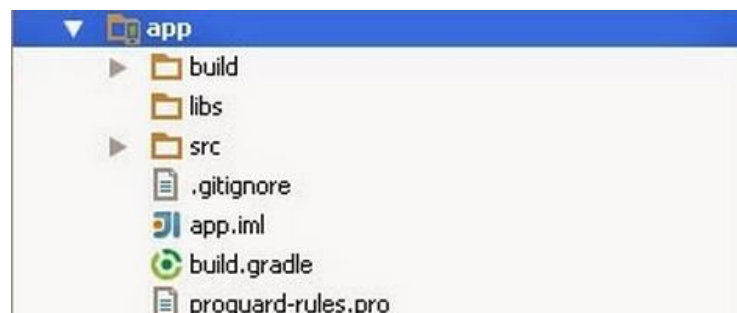 app
build
libs
src
.gitignore
app.iml
build.gradle
proguard-rules.pro